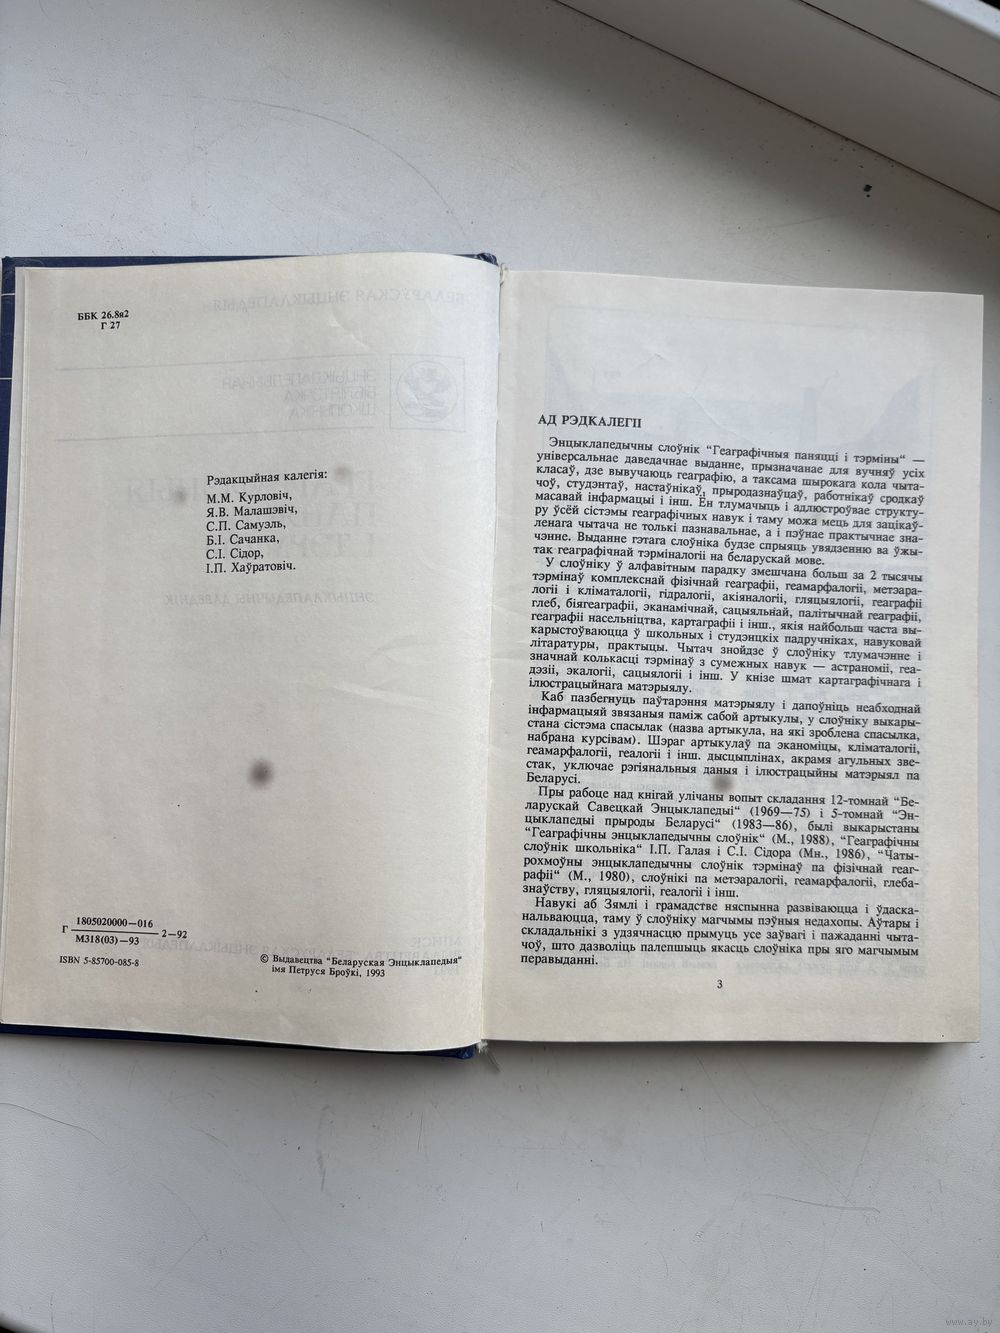 ББК 26.8я2
Г 27
Рэдакцыйная калегія:
М.М. Курловіч,
Я.В. Малашэвіч,
С.П. Самуэль,
Б.І. Сачанка,
С.І. Сідор,
І.П. Хаўратовіч.
Г 1805020000—016
М318(03)—93 2—92
ISBN 5-85700-085-8
© Выдавецтва "Беларуская Энцыклапедыя"
імя Петруся Броўкі, 1993
АД РЭДКАЛЕГІІ
Энцыклапедычны слоўнік "Геаграфічныя паняцці і тэрміны" —
універсальнае даведачнае выданне, прызначанае для вучняў усіх
класаў, дзе вывучаюць геаграфію, а таксама шырокага кола чыта-
чоў, студэнтаў, настаўнікаў, прыродазнаўцаў, работнікаў сродкаў
масавай інфармацыі і інш. Ён тлумачыць і адлюстроўвае структу-
ру ўсёй сістэмы геаграфічных навук і таму можа мець для зацікаў-
ленага чытача не толькі пазнавальнае, а і пэўнае практычнае зна-
чэнне. Выданне гэтага слоўніка будзе спрыяць увядзенню ва ўжы-
так геаграфічнай тэрміналогіі на беларускай мове.
У слоўніку ў алфавітным парадку змешчана больш за 2 тысячы
тэрмінаў комплекснай фізічнай геаграфіі, геамарфалогіі, метэара-
логіі і кліматалогіі, гідралогіі, акіяналогіі, гляцыялогіі, геаграфіі
глеб, біягеаграфіі, эканамічнай, сацыяльнай, палітычнай геаграфіі,
геаграфіі насельніцтва, картаграфіі і інш., якія найбольш часта вы-
карыстоўваюцца ў школьных і студэнцкіх падручніках, навуковай
літаратуры, практыцы. Чытач знойдзе ў слоўніку тлумачэнне і
значнай колькасці тэрмінаў з сумежных навук — астраноміі, геа-
дэзіі, экалогіі, сацыялогіі і інш. У кнізе шмат картаграфічнага і
ілюстрацыйнага матэрыялу.
Каб пазбегнуць паўтарэння матэрыялу і дапоўніць неабходнай
інфармацыяй звязаныя паміж сабой артыкулы, у слоўніку выкары-
стана сістэма спасылак (назва артыкула, на які зроблена спасылка,
набрана курсівам). Шэраг артыкулаў па эканоміцы, кліматалогіі,
геамарфалогіі, геалогіі і інш. дысцыплінах, акрамя агульных звес-
так, уключае рэгіянальныя даныя і ілюстрацыйны матэрыял па
Беларусі.
Пры рабоце над кнігай улічаны вопыт складання 12-томнай "Бе-
ларускай Савецкай Энцыклапедыі" (1969—75) і 5-томнай "Эн-
цыклапедыі прыроды Беларусі" (1983—86), былі выкарыстаны
"Геаграфічны энцыклапедычны слоўнік" (М., 1988), "Геаграфічны
слоўнік школьніка" І.П. Галая і С.І. Сідора (Мн., 1986), "Чаты-
рохмоўны энцыклапедычны слоўнік тэрмінаў па фізічнай геаг-
рафіі" (М., 1980), слоўнікі па метэаралогіі, геамарфалогіі, глеба-
знаўству, гляцыялогіі, геалогіі і інш.
Навукі аб Зямлі і грамадстве няспынна развіваюцца і ўдаска-
нальваюцца, таму ў слоўніку магчымы пэўныя недахопы. Аўтары і
складальнікі з удзячнасцю прымуць усе заўвагі і пажаданні чыта-
чоў, што дазволіць палепшыць якасць слоўніка пры яго магчымым
перавыданні.
3
www.ay.by